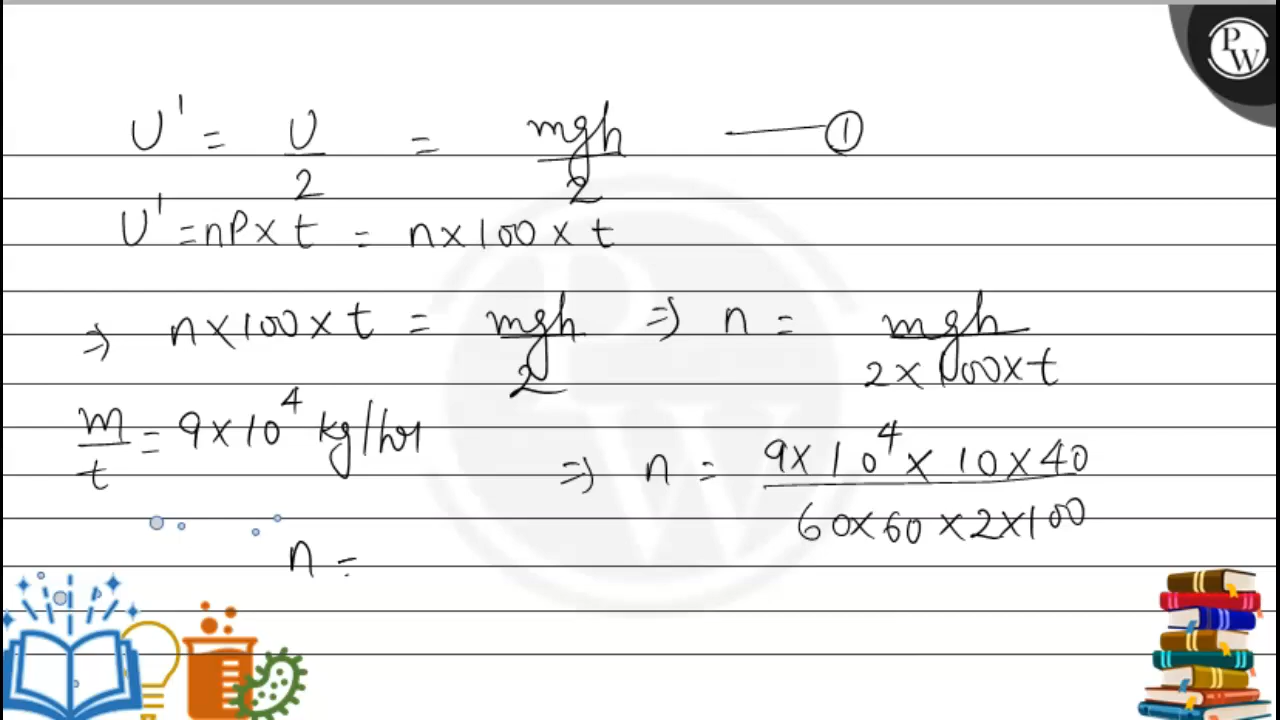 PW
U' = U/2 = mgh/2 —①
U' = nP × t = n × 100 × t
⇒ n × 100 × t = mgh/2 ⇒ n = mgh/(2 × 100 × t)
m/t = 9 × 10⁴ kg/hr
⇒ n = (9 × 10⁴ × 10 × 40)/(60 × 60 × 2 × 100)
n =